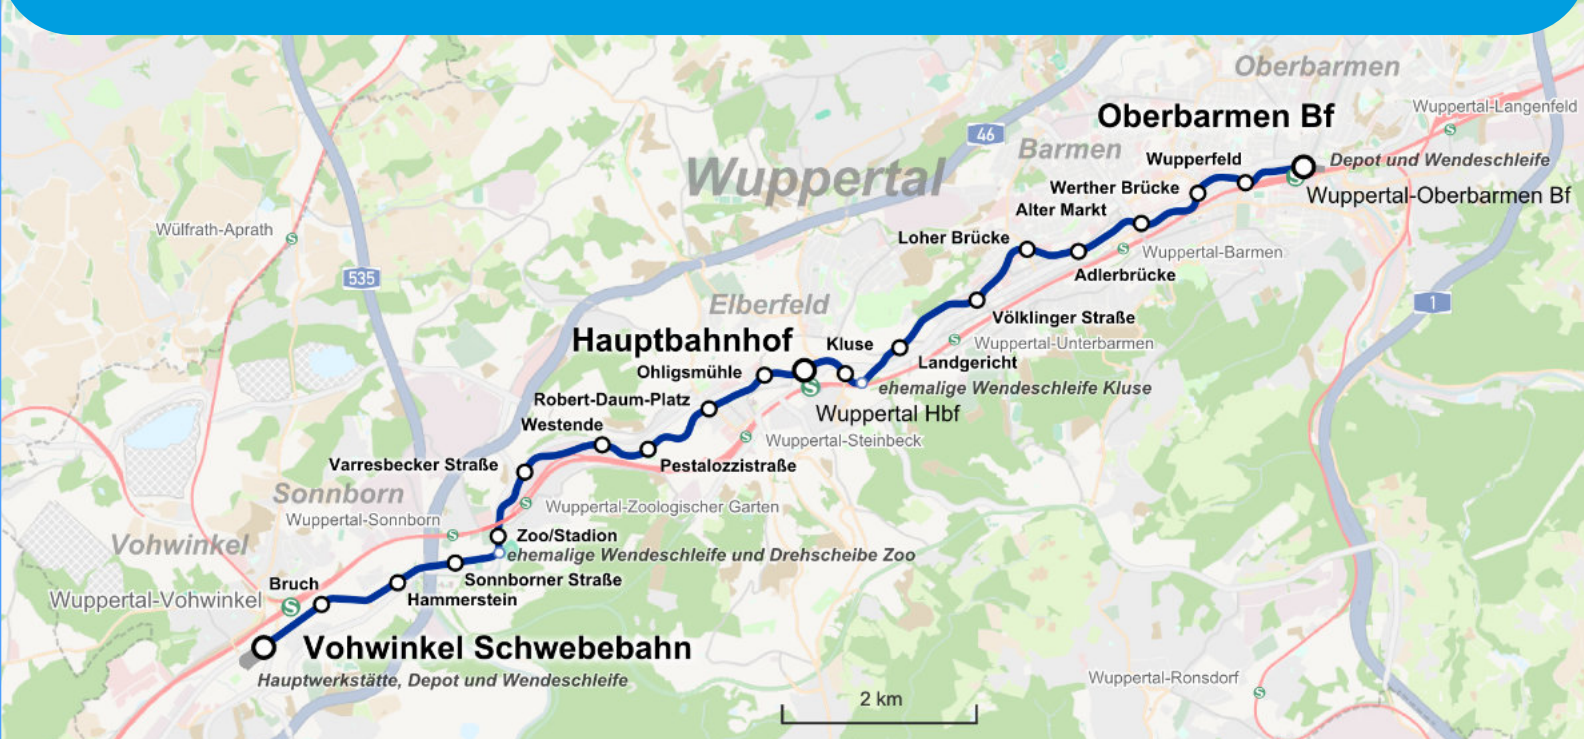 Oberbarmen
Oberbarmen Bf
Wuppertal-Langenfeld
S
46
Barmen
Wupperfeld
Depot und Wendeschleife
Wuppertal
Werther Brücke
S
Wuppertal-Oberbarmen Bf
Alter Markt
Wülfrath-Aprath
S
Loher Brücke
S
Wuppertal-Barmen
535
Adlerbrücke
Elberfeld
1
Völklinger Straße
Hauptbahnhof
Kluse
S
Wuppertal-Unterbarmen
Ohligsmühle
Landgericht
S
ehemalige Wendeschleife Kluse
Robert-Daum-Platz
Wuppertal Hbf
Westende
S
Wuppertal-Steinbeck
Varresbecker Straße
Pestalozzistraße
Sonnborn
S
Wuppertal-Zoologischer Garten
Wuppertal-Sonnborn
S
Zoo/Stadion
Vohwinkel
ehemalige Wendeschleife und Drehscheibe Zoo
Bruch
Sonnborner Straße
Wuppertal-Vohwinkel
S
Hammerstein
Vohwinkel Schwebebahn
Hauptwerkstätte, Depot und Wendeschleife
Wuppertal-Ronsdorf
S
2 km